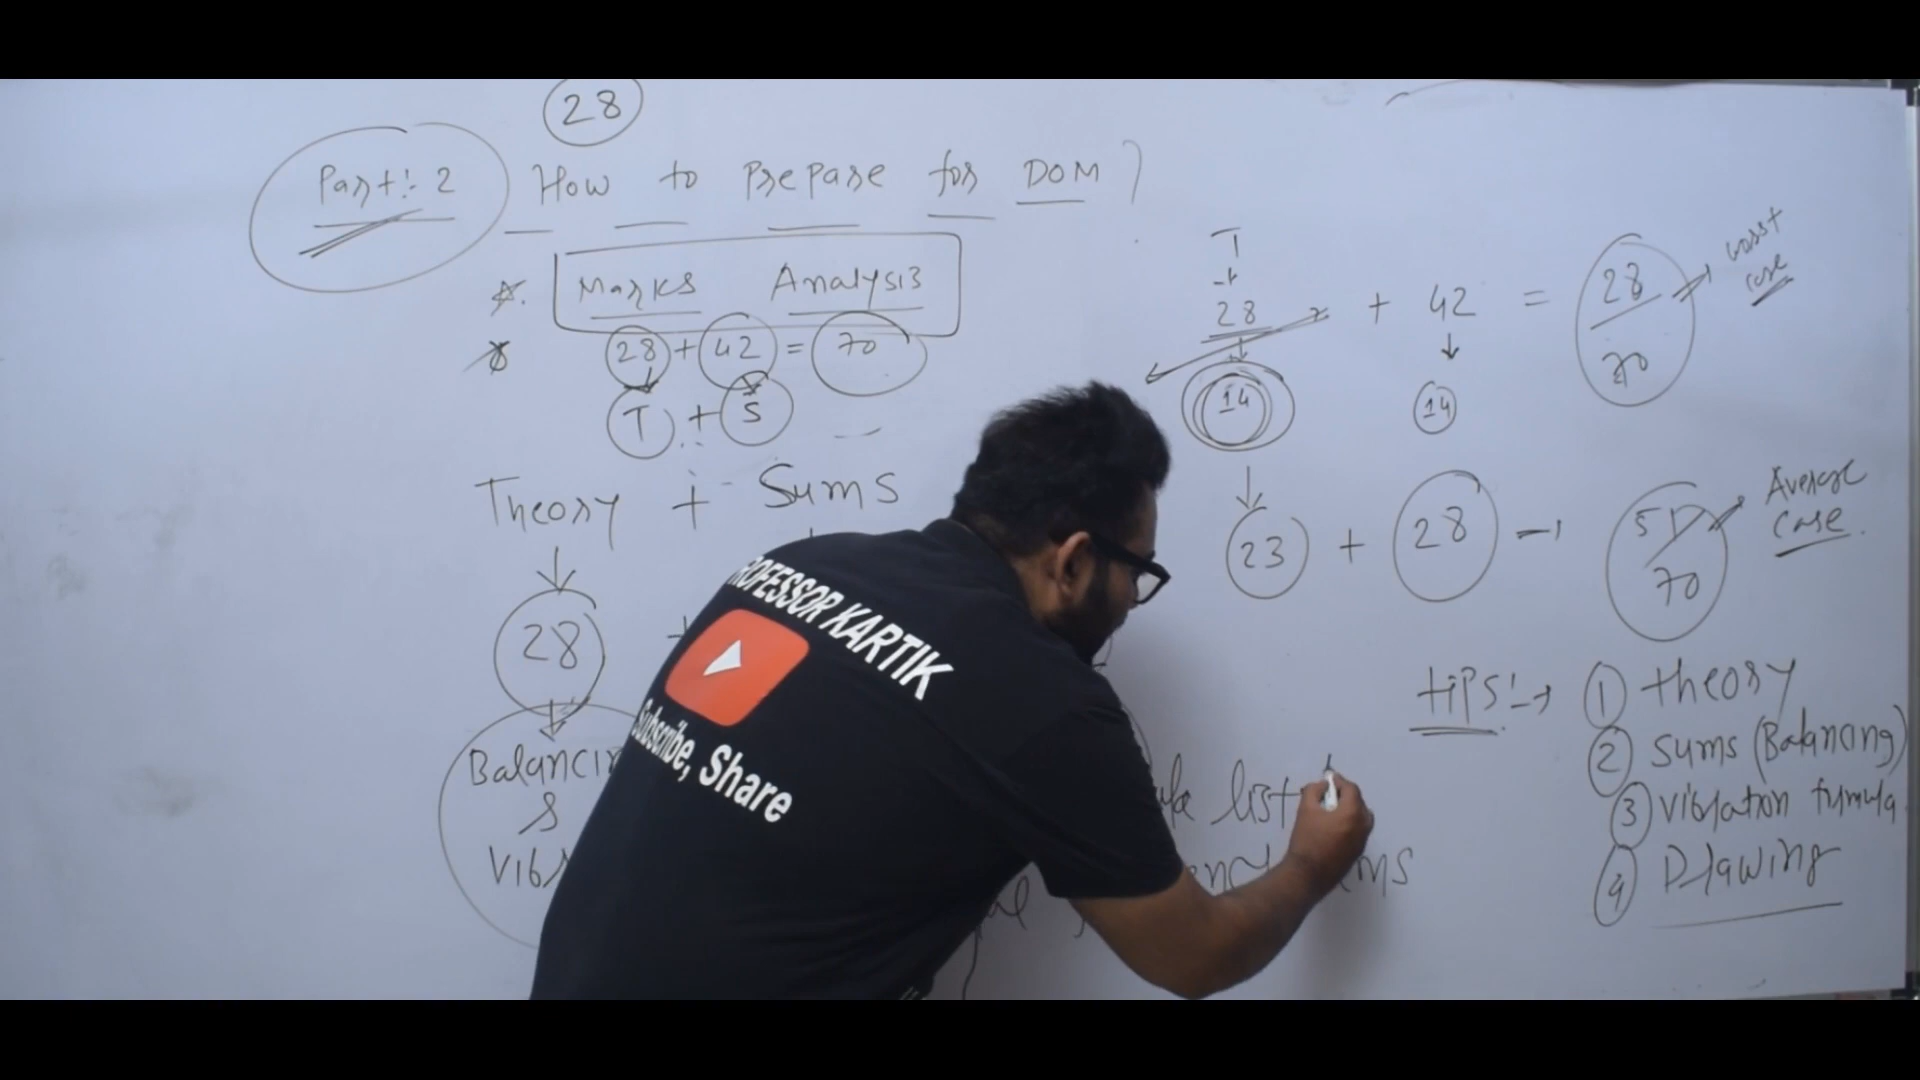 28
Part:- 2 How to Prepare for DOM?
Marks Analysis
28 + 42 = 70
T + S
Theory + Sums
28 +
Balancin
&
Vib
T
28 + 42 = 28/70 worst case
14 14
23 + 28 51/70 Average case.
PROFESSOR KARTIK
Subscribe, Share
list
ms
tips:→ ① theory
② sums (Balancing)
③ vibration fumula
④ Drawing